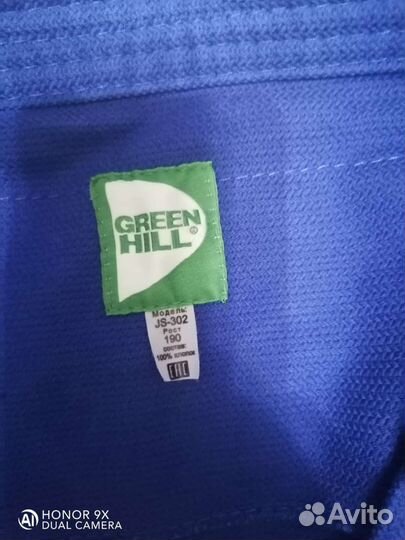 GREEN
HILL®
Модель:
JS-302
Рост
190
состав:
100% хлопок
EAC
HONOR 9X
DUAL CAMERA
Avito